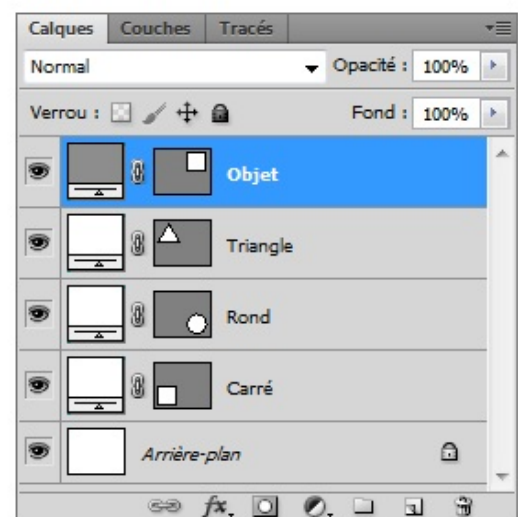 Calques Couches Tracés
Normal Opacité : 100%
Verrou : Fond : 100%
Objet
Triangle
Rond
Carré
Arrière-plan
fx.